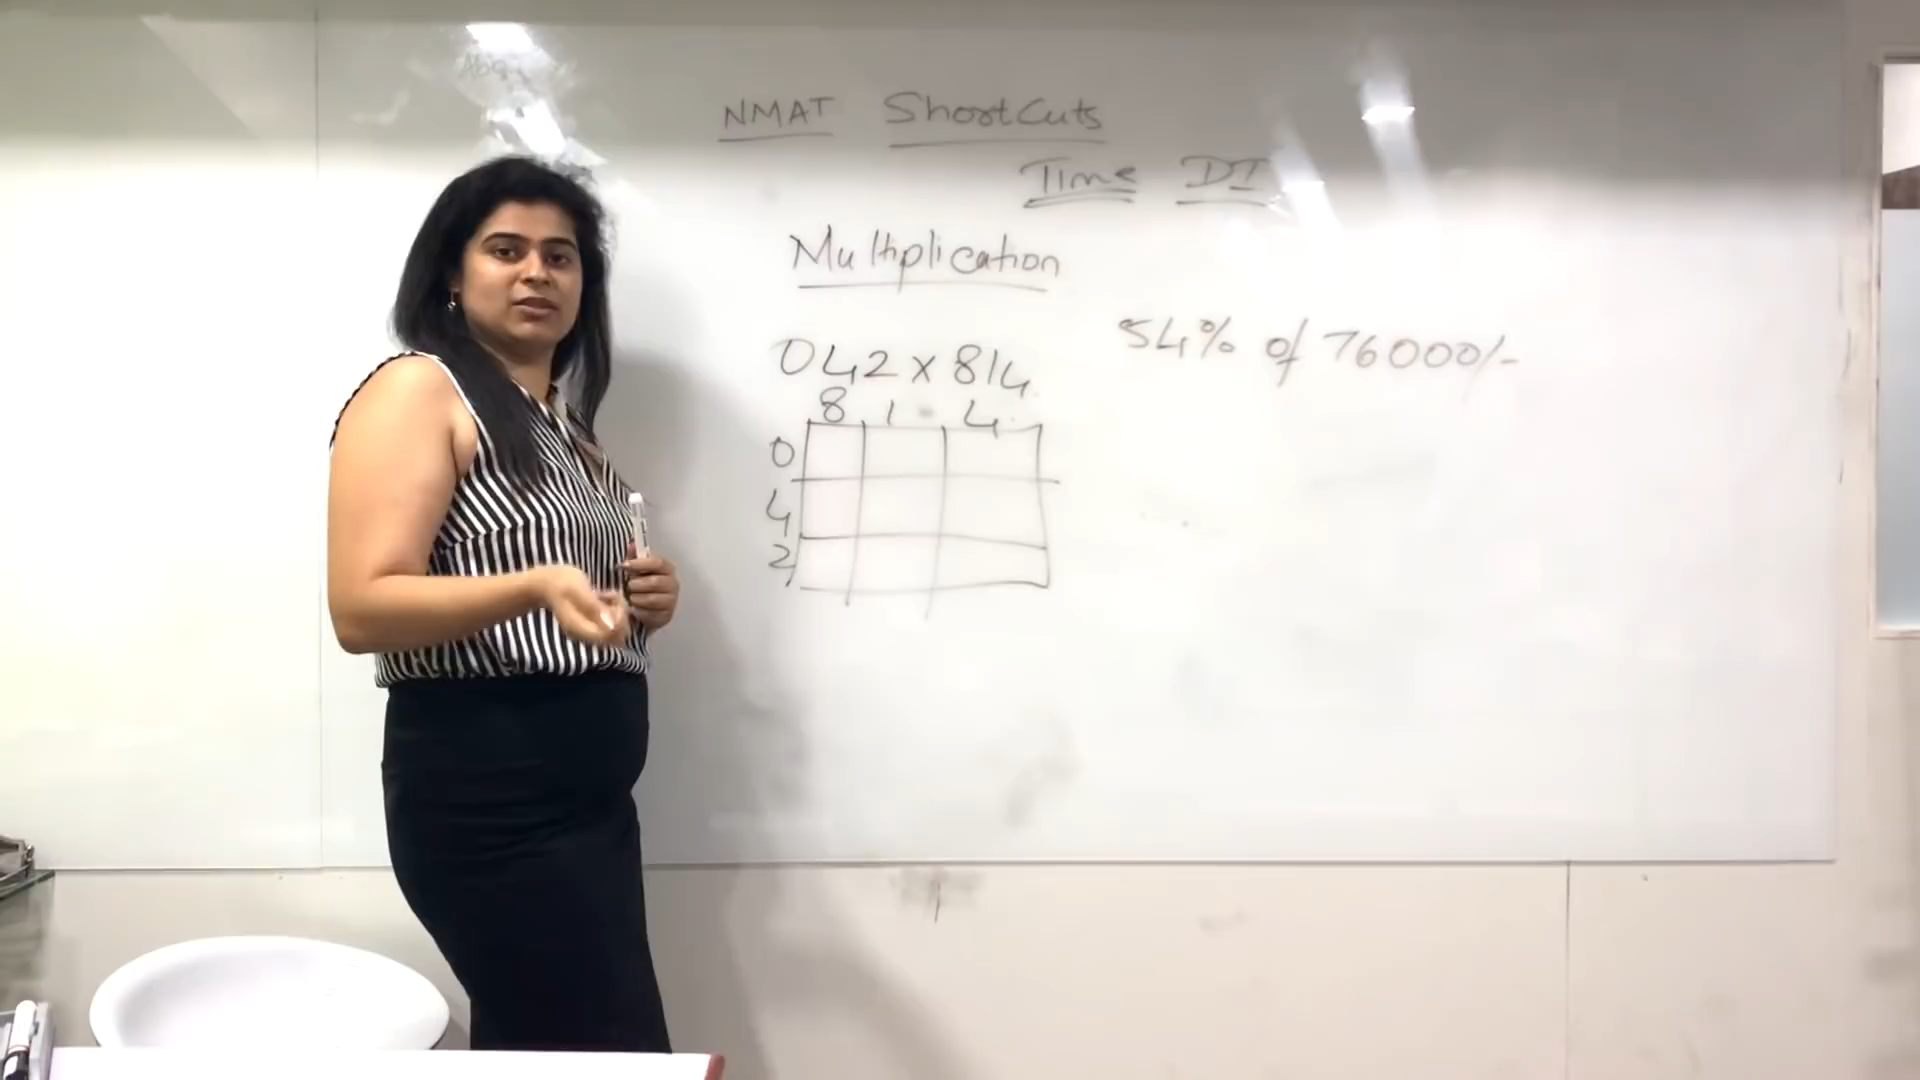 NMAT ShortCuts
Time DI
Multiplication
042 x 814
54% of 76000/-
8 1 4
0
4
2